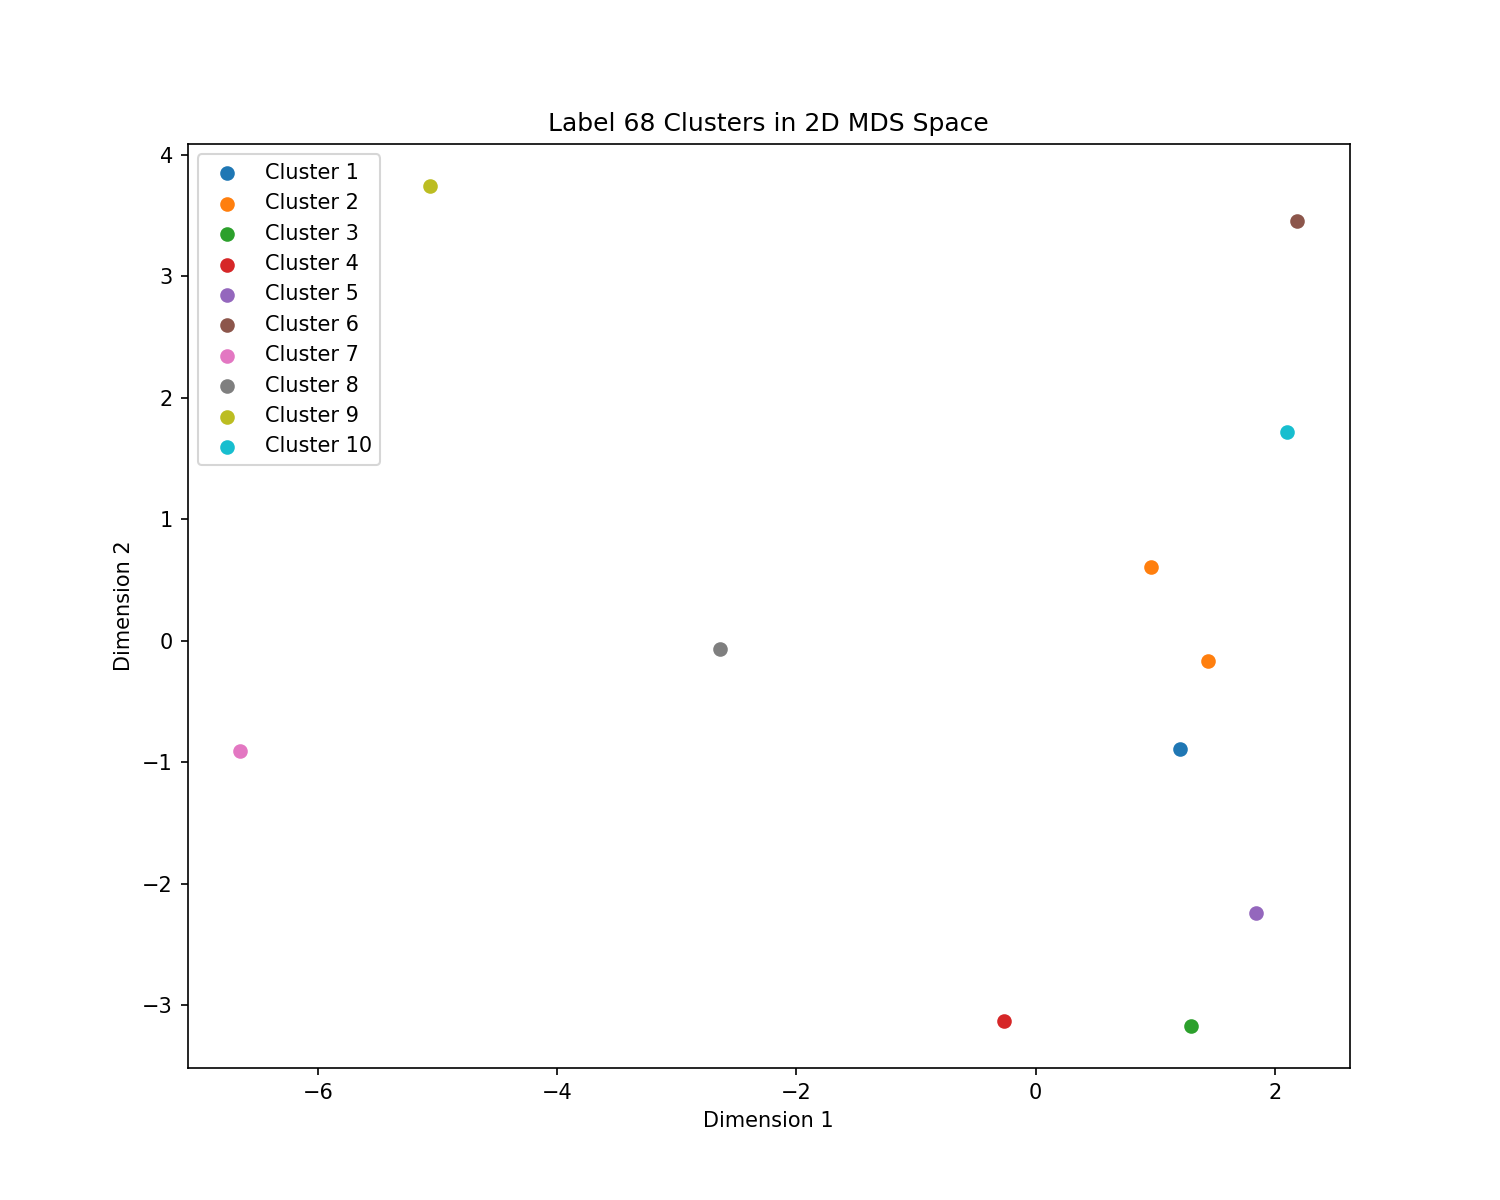 Label 68 Clusters in 2D MDS Space
4
3
2
1
0
−1
−2
−3
Dimension 2
Cluster 1
Cluster 2
Cluster 3
Cluster 4
Cluster 5
Cluster 6
Cluster 7
Cluster 8
Cluster 9
Cluster 10
−6 −4 −2 0 2
Dimension 1